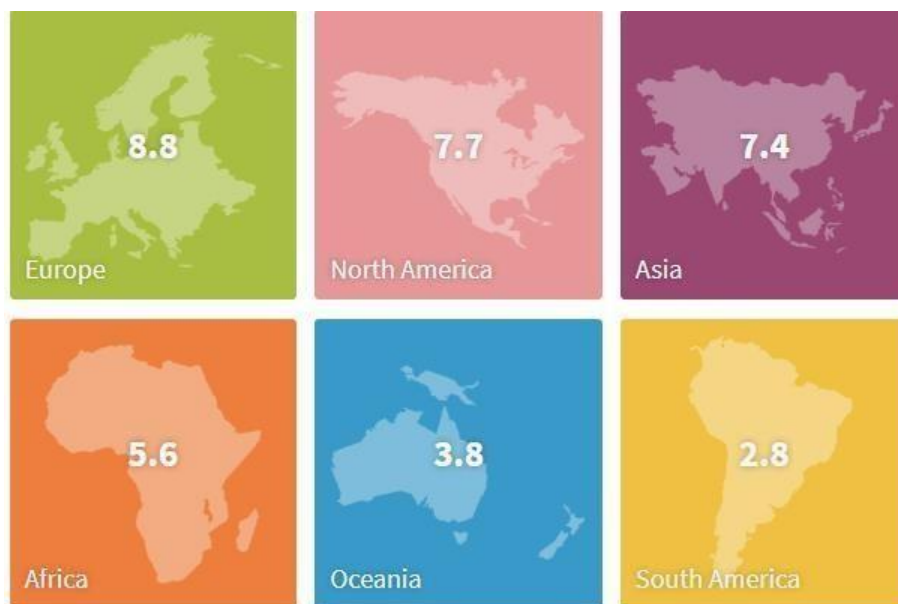 8.8
Europe
7.7
North America
7.4
Asia
5.6
Africa
3.8
Oceania
2.8
South America